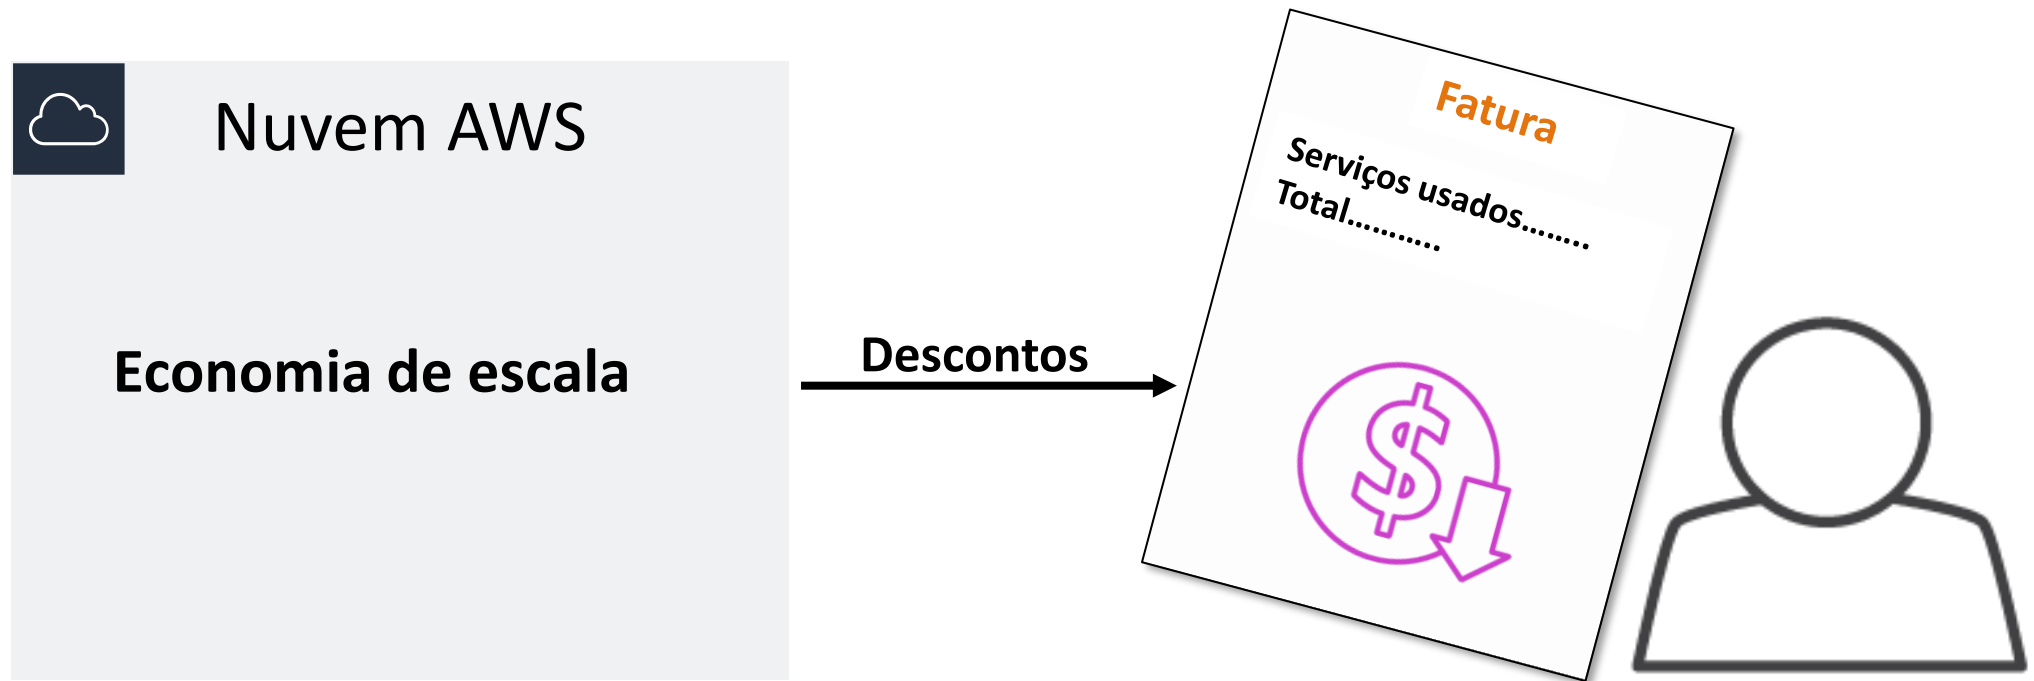 Nuvem AWS
Economia de escala
Descontos
Fatura
Serviços usados........
Total...........